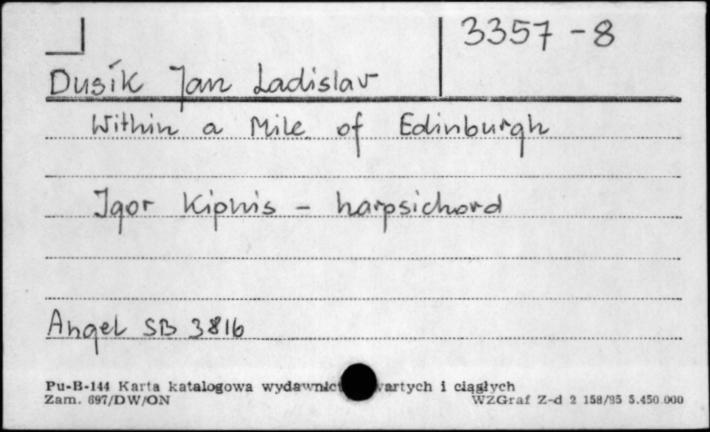 3357-8
Dusík Jan Ladislav
Within a Mile of Edinburgh
Igor Kipnis - harpsichord
Angel SB 3816
Pu-B-144 Karta katalogowa wydawnict wartych i ciągłych
Zam. 697/DW/ON WZGraf Z-d 2 158/85 5.450.000